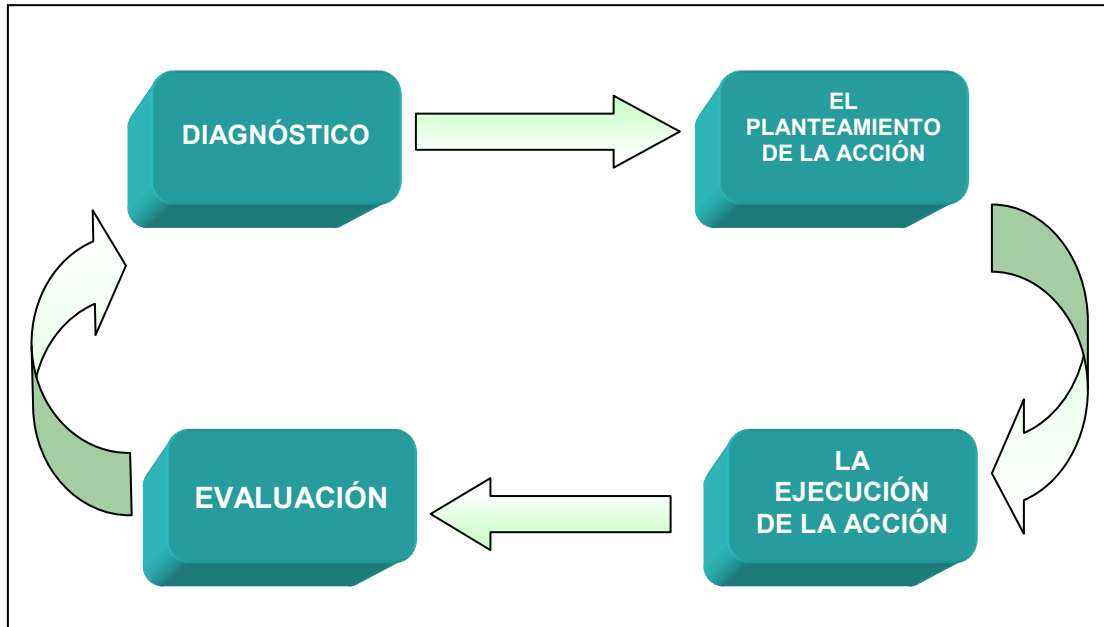 DIAGNÓSTICO
EL
PLANTEAMIENTO
DE LA ACCIÓN
EVALUACIÓN
LA
EJECUCIÓN
DE LA ACCIÓN